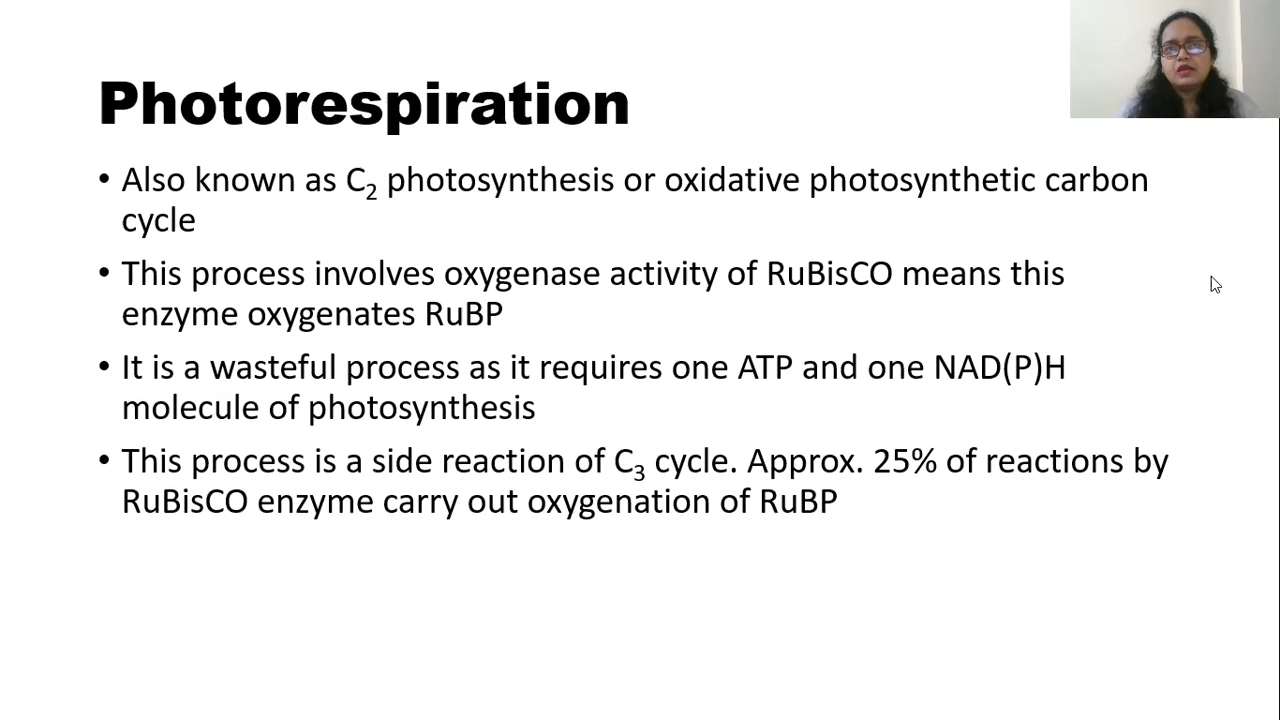 Photorespiration
• Also known as C₂ photosynthesis or oxidative photosynthetic carbon
cycle
• This process involves oxygenase activity of RuBisCO means this
enzyme oxygenates RuBP
• It is a wasteful process as it requires one ATP and one NAD(P)H
molecule of photosynthesis
• This process is a side reaction of C₃ cycle. Approx. 25% of reactions by
RuBisCO enzyme carry out oxygenation of RuBP